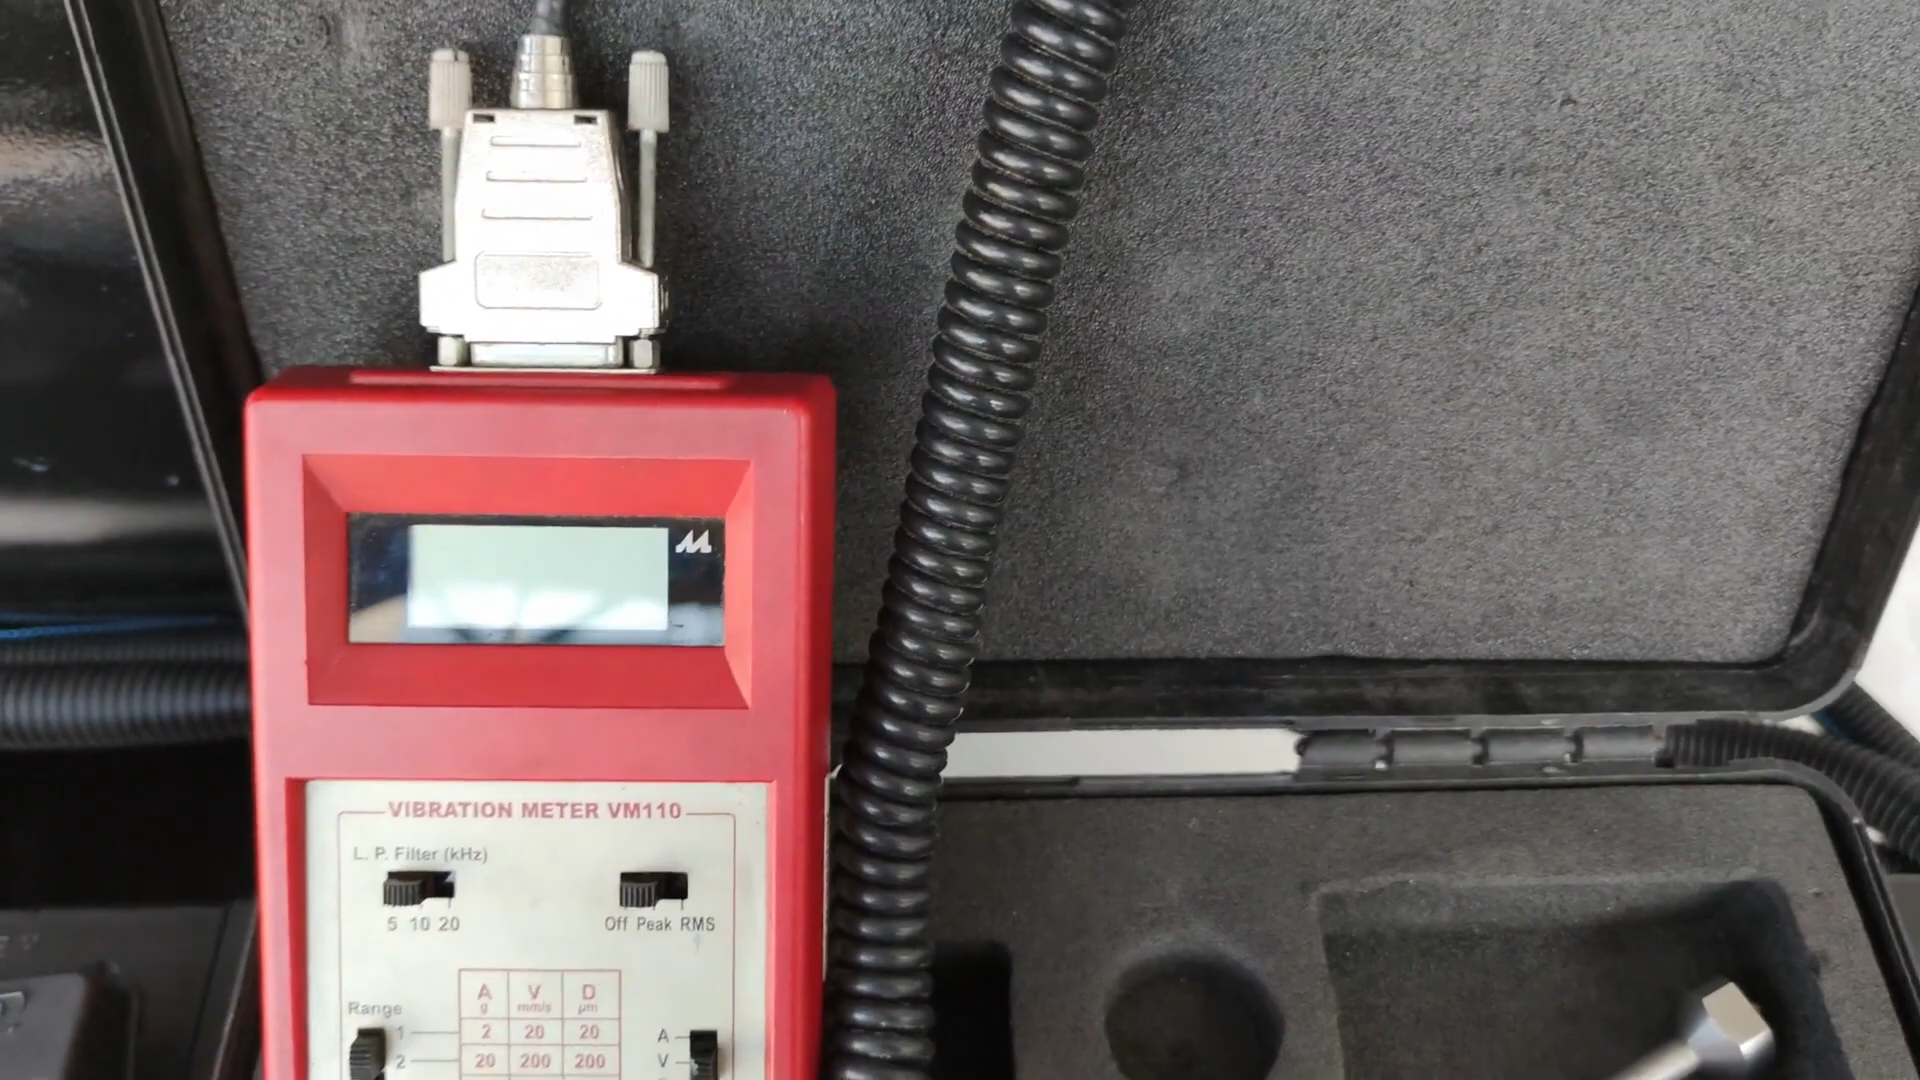 VIBRATION METER VM110
L. P. Filter (kHz)
5 10 20
Off Peak RMS
A V D
g mm/s µm
Range
1 2 20 20
A
2 20 200 200
V